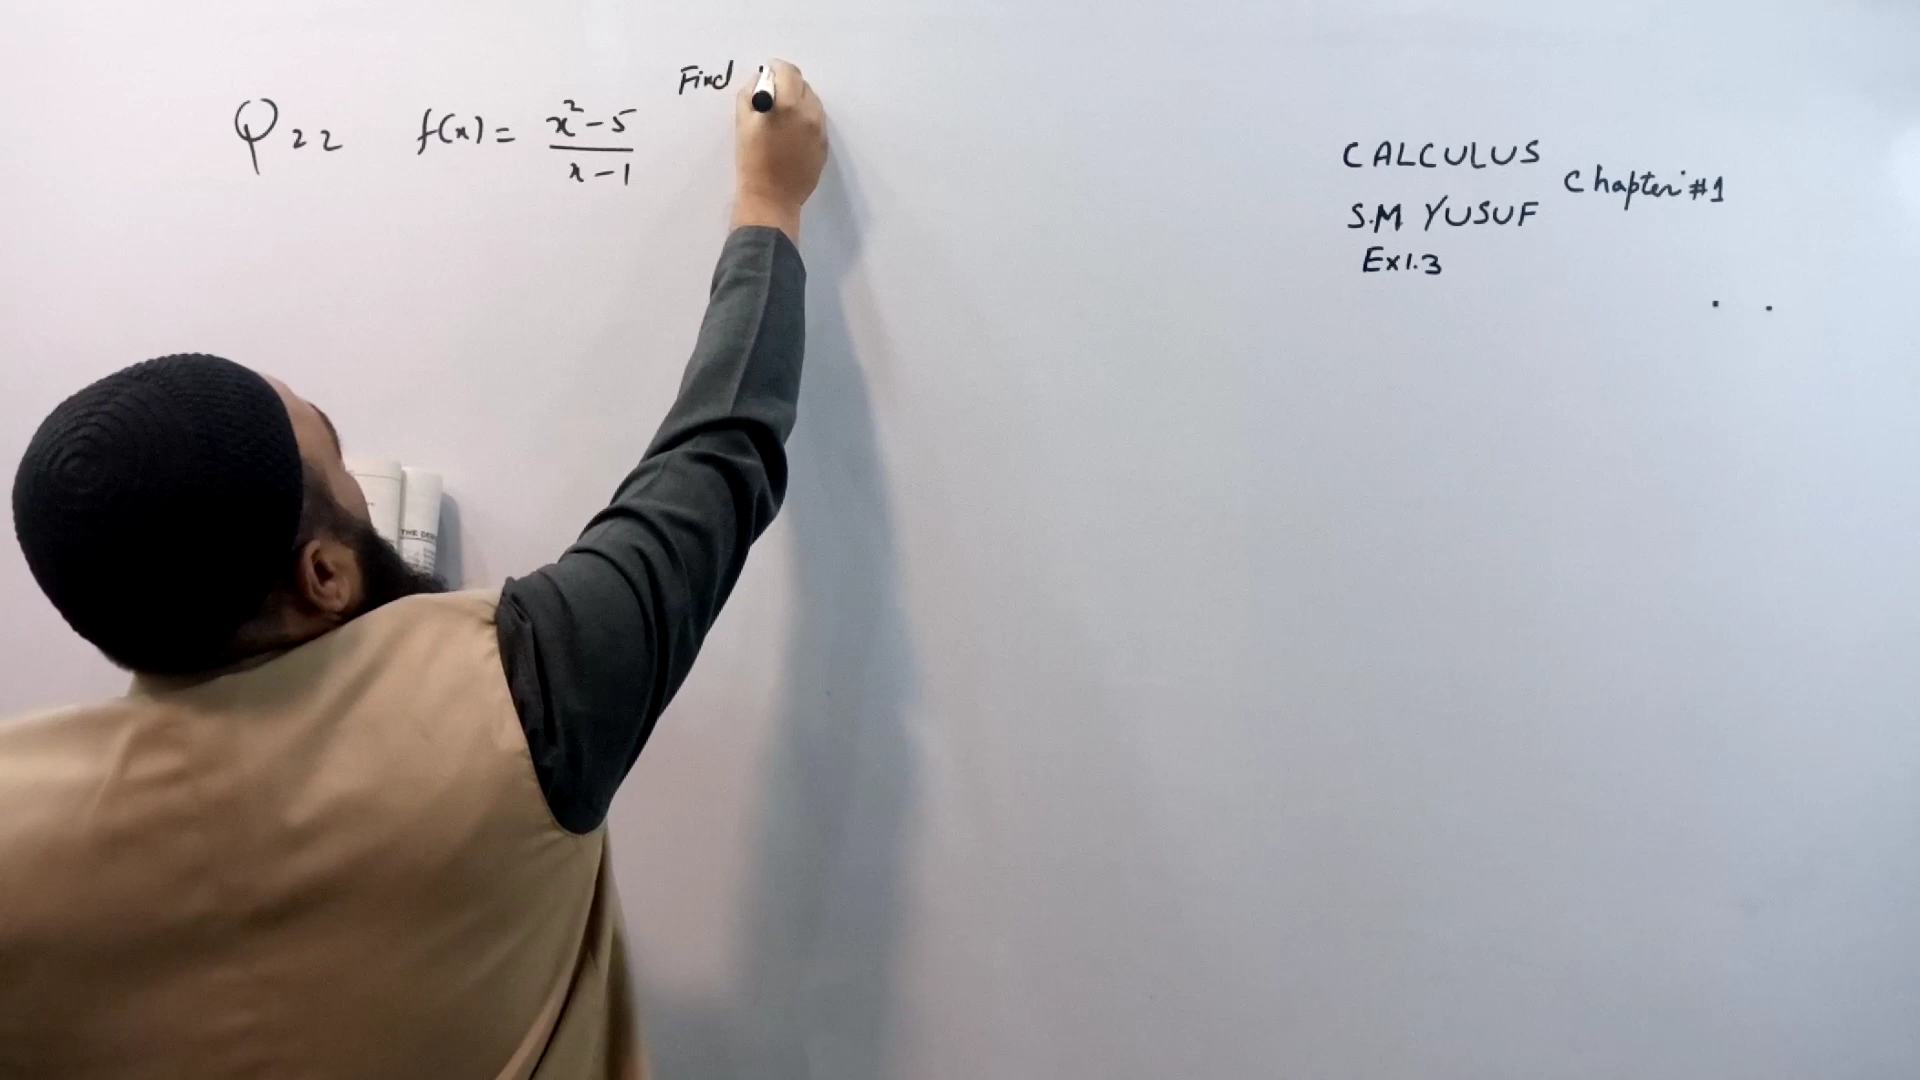 Q22 f(x) = x²-5 / x-1
Find
CALCULUS
Chapter #1
S.M YUSUF
Ex1.3